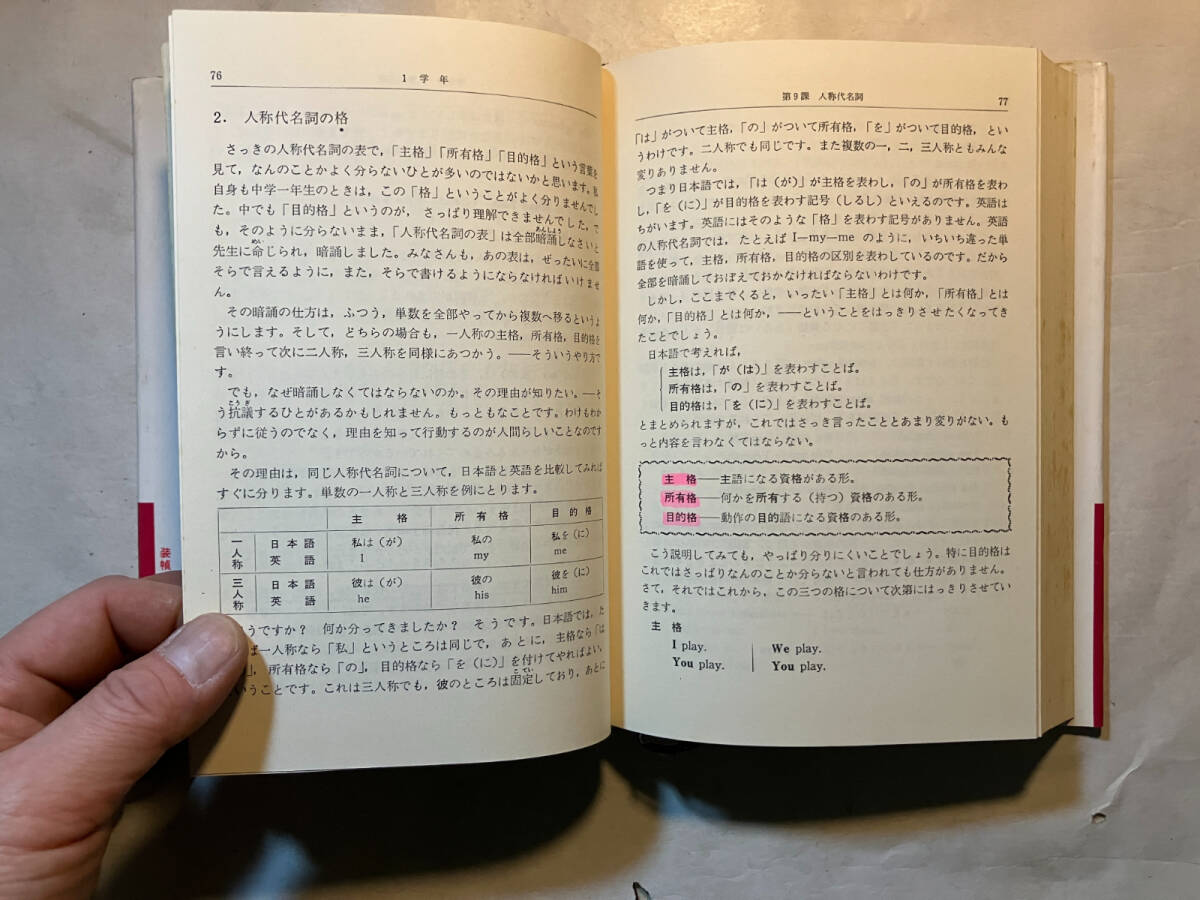 76
1 学 年
2. 人称代名詞の格
さっきの人称代名詞の表で,「主格」「所有格」「目的格」という言葉を
見て,なんのことかよく分らないひとが多いのではないかと思います。私
自身も中学一年生のときは,この「格」ということがよく分りませんでし
た。中でも「目的格」というのが, さっぱり理解できませんでした,で
も,そのように分らないまま,「人称代名詞の表」は全部暗誦しなさいと
あんしょう
先生に命じられ,暗誦しました。みなさんも,あの表は,ぜったいに全部
めい
そらで言えるように,また,そらで書けるようにならなければいけませ
ん。
その暗誦の仕方は,ふつう,単数を全部やってから複数へ移るというよ
うにします。そして,どちらの場合も,一人称の主格,所有格,目的格を
言い終って次に二人称,三人称を同様にあつかう。――そういうやり方で
す。
でも,なぜ暗誦しなくてはならないのか。その理由が知りたい。――そ
う抗議するひとがあるかもしれません。もっともなことです。わけもわか
こうぎ
らずに従うのでなく,理由を知って行動するのが人間らしいことなのです
から。
その理由は,同じ人称代名詞について,日本語と英語を比較してみれば
すぐに分ります。単数の一人称と三人称を例にとります。
主 格 所 有 格 目 的 格
一人称 日 本 語 私は(が) 私の 私を(に)
英 語 I my me
三人称 日 本 語 彼は(が) 彼の 彼を(に)
英 語 he his him
うですか? 何か分ってきましたか? そうです。日本語では,た
ば一人称なら「私」というところは同じで,あとに,主格なら「は
」,所有格なら「の」,目的格なら「を(に)」を付けてやればよい,
いうことです。これは三人称でも,彼のところは固定しており,あとに
こてい
装幀
第9課 人称代名詞
77
「は」がついて主格,「の」がついて所有格,「を」がついて目的格,とい
うわけです。二人称でも同じです。また複数の一,二,三人称ともみんな
変りありません。
つまり日本語では,「は(が)」が主格を表わし,「の」が所有格を表わ
し,「を(に)」が目的格を表わす記号(しるし)といえるのです。英語は
ちがいます。英語にはそのような「格」を表わす記号がありません。英語
の人称代名詞では,たとえば I―my―me のように,いちいち違った単
語を使って,主格,所有格,目的格の区別を表わしているのです。だから
全部を暗誦しておぼえておかなければならないわけです。
しかし,ここまでくると,いったい「主格」とは何か,「所有格」とは
何か,「目的格」とは何か,――ということをはっきりさせたくなってき
たことでしょう。
日本語で考えれば,
主格は,「が(は)」を表わすことば。
所有格は,「の」を表わすことば。
目的格は,「を(に)」を表わすことば。
とまとめられますが,これではさっき言ったこととあまり変りがない。も
っと内容を言わなくてはならない。
主 格――主語になる資格がある形。
所有格――何かを所有する(持つ)資格のある形。
目的格――動作の目的語になる資格のある形。
こう説明してみても,やっぱり分りにくいことでしょう。特に目的格は
これではさっぱりなんのことか分らないと言われても仕方がありません。
さて,それではこれから,この三つの格について次第にはっきりさせてい
きます。
主 格
I play. We play.
You play. You play.